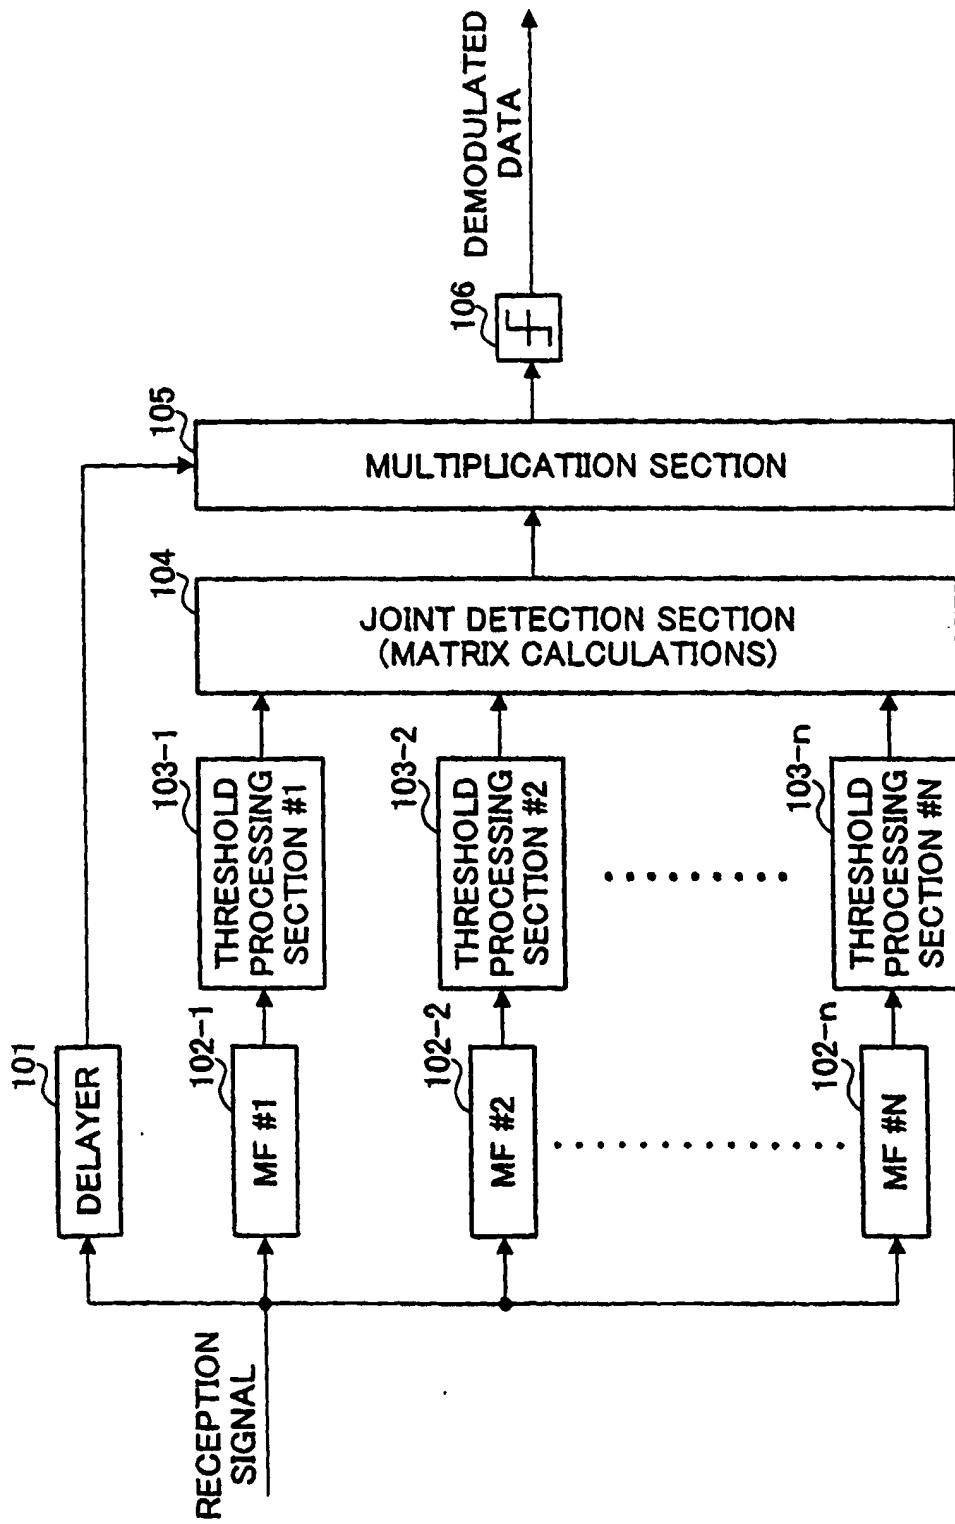 RECEPTION
SIGNAL
101
DELAYER
102-1
MF #1
102-2
MF #2
102-n
MF #N
103-1
THRESHOLD
PROCESSING
SECTION #1
103-2
THRESHOLD
PROCESSING
SECTION #2
103-n
THRESHOLD
PROCESSING
SECTION #N
104
JOINT DETECTION SECTION
(MATRIX CALCULATIONS)
105
MULTIPLICATIION SECTION
106
DEMODULATED
DATA